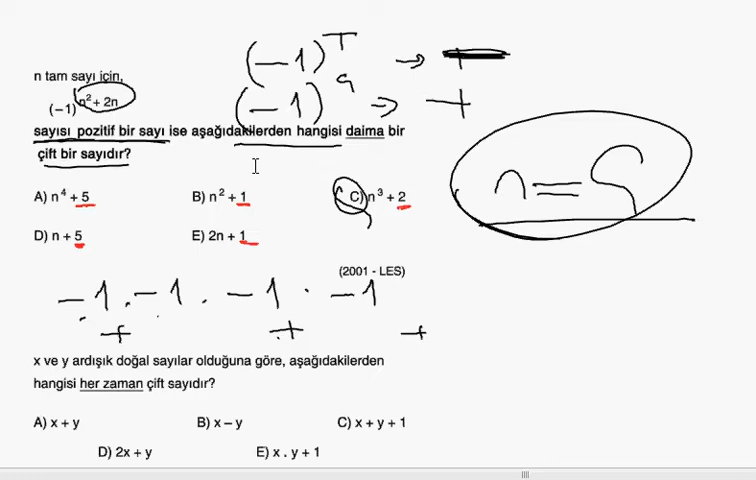 n tam sayı için,
(−1)^T → −
(−1)^{n²+ 2n}
(−1)^Ç ⇒ +
sayısı pozitif bir sayı ise aşağıdakilerden hangisi daima bir
çift bir sayıdır?
n = Ç
A) n⁴ + 5 B) n² + 1 C) n³ + 2
D) n + 5 E) 2n + 1
(2001 - LES)
−1 . −1 . −1 . −1
+ + +
x ve y ardışık doğal sayılar olduğuna göre, aşağıdakilerden
hangisi her zaman çift sayıdır?
A) x + y B) x − y C) x + y + 1
D) 2x + y E) x . y + 1